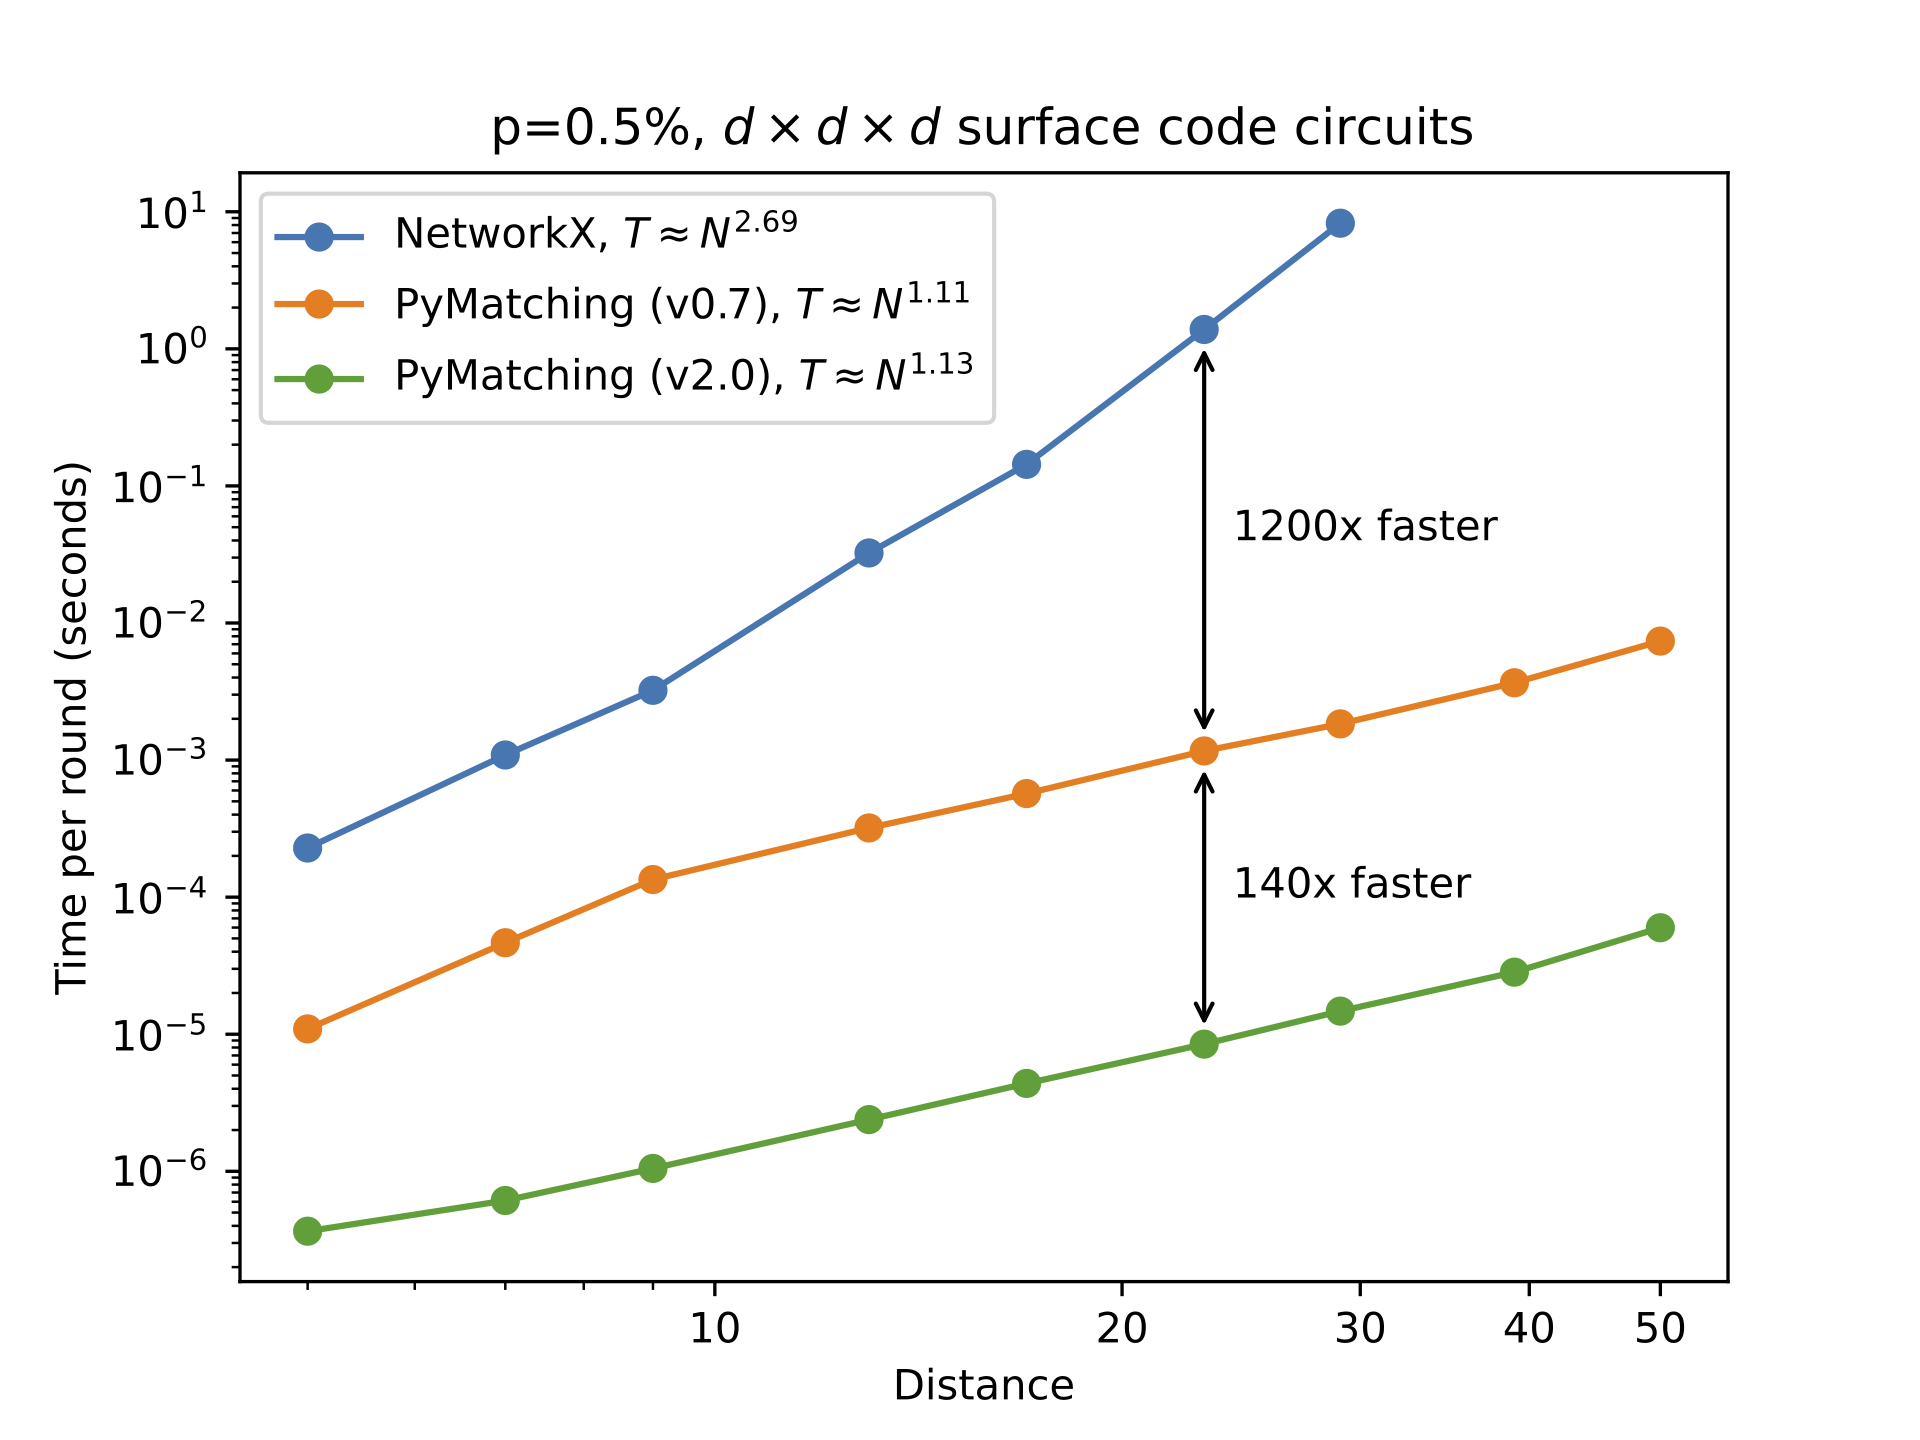 p=0.5%, d × d × d surface code circuits
NetworkX, T ≈ N^2.69
PyMatching (v0.7), T ≈ N^1.11
PyMatching (v2.0), T ≈ N^1.13
10^1
10^0
10^−1
10^−2
10^−3
10^−4
10^−5
10^−6
Time per round (seconds)
1200x faster
140x faster
10 20 30 40 50
Distance